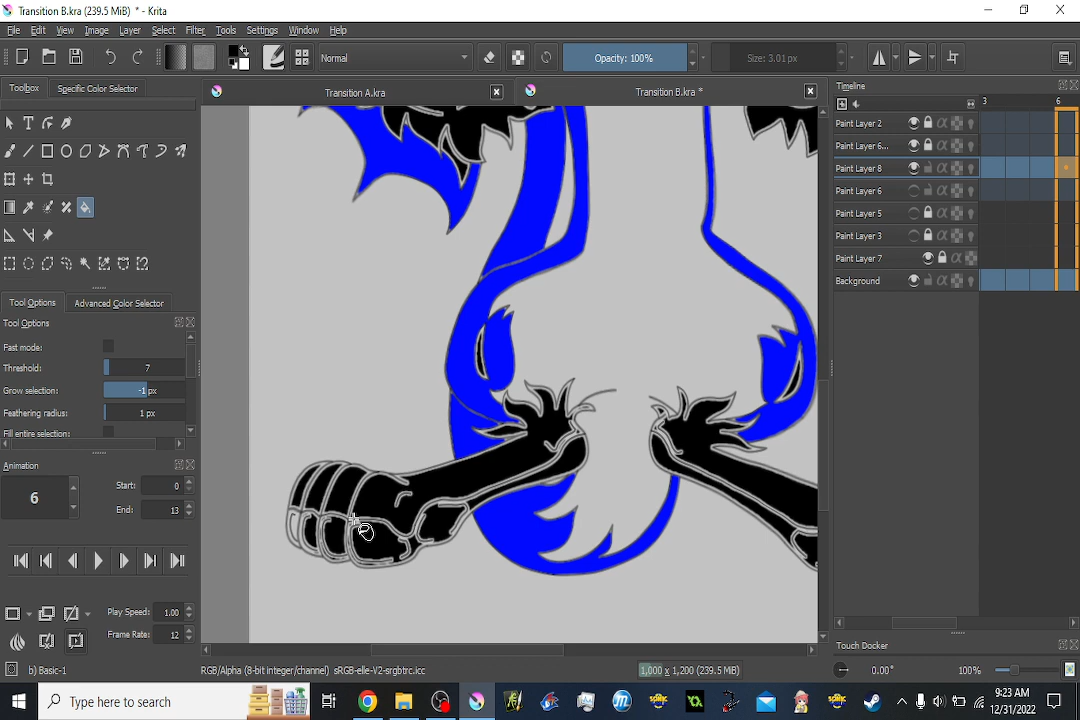 Transition B.kra (239.5 MiB) * - Krita
File Edit View Image Layer Select Filter Tools Settings Window Help
Normal
Opacity: 100%
Size: 3.01 px
Toolbox Specific Color Selector
Transition A.kra
Transition B.kra *
Timeline
3 6
Paint Layer 2
Paint Layer 6...
Paint Layer 8
Paint Layer 6
Paint Layer 5
Paint Layer 3
Paint Layer 7
Background
Tool Options Advanced Color Selector
Tool Options
Fast mode:
Threshold: 7
Grow selection: -1 px
Feathering radius: 1 px
Fill entire selection:
Animation
6
Start: 0
End: 13
Play Speed: 1.00
Frame Rate: 12
Touch Docker
b) Basic-1
RGB/Alpha (8-bit integer/channel) sRGB-elle-V2-srgbtrc.icc
1,000 x 1,200 (239.5 MiB)
0.00°
100%
Type here to search
9:23 AM
12/31/2022